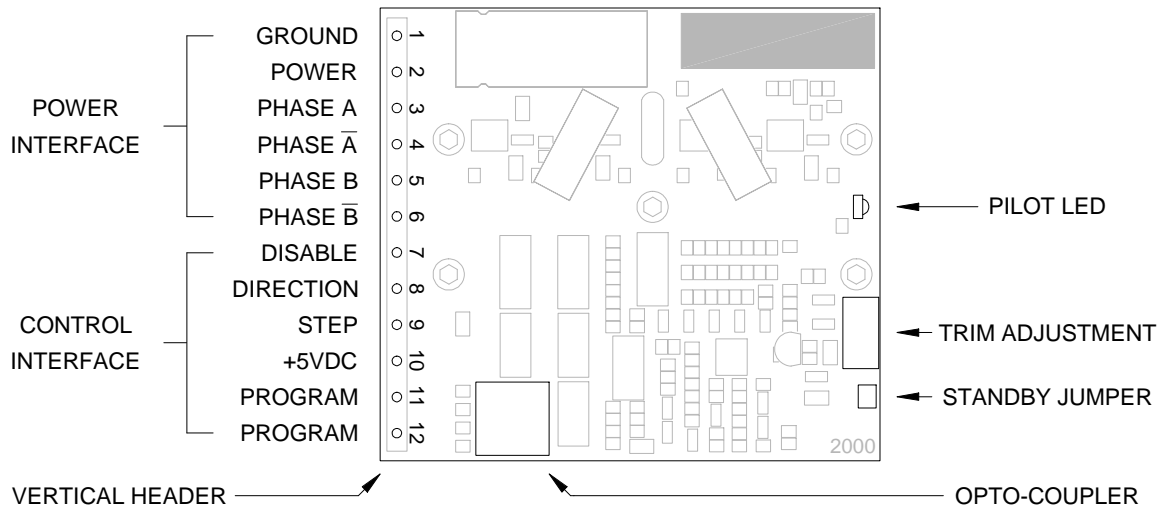 GROUND 1
POWER 2
PHASE A 3
PHASE A̅ 4
PHASE B 5
PHASE B̅ 6
DISABLE 7
DIRECTION 8
STEP 9
+5VDC 10
PROGRAM 11
PROGRAM 12
POWER
INTERFACE
CONTROL
INTERFACE
PILOT LED
TRIM ADJUSTMENT
STANDBY JUMPER
2000
VERTICAL HEADER
OPTO-COUPLER